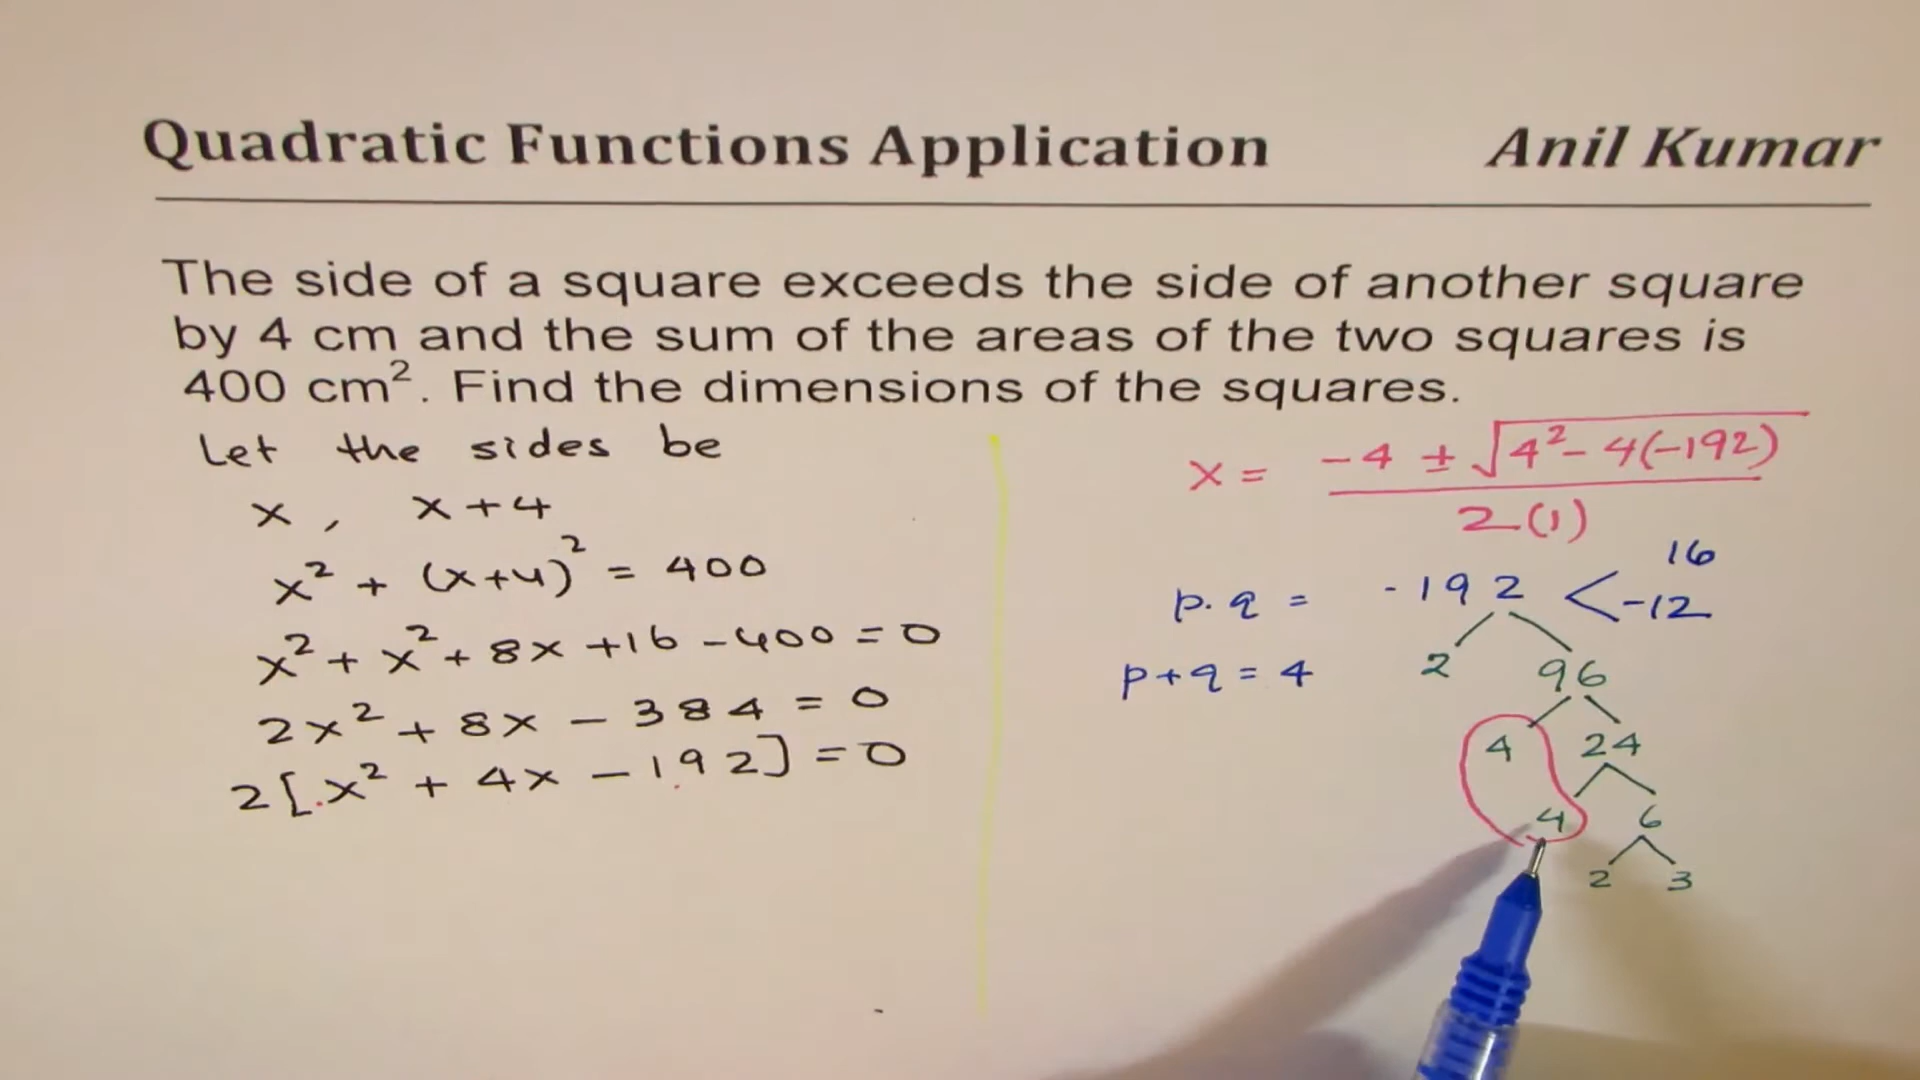 Quadratic Functions Application Anil Kumar
The side of a square exceeds the side of another square
by 4 cm and the sum of the areas of the two squares is
400 cm². Find the dimensions of the squares.
Let the sides be
x , x+4
x² + (x+4)² = 400
x² + x² + 8x + 16 - 400 = 0
2x² + 8x - 384 = 0
2[x² + 4x - 192] = 0
x = -4 ± √4² - 4(-192)
2(1)
p.q = -192 < 16
-12
p+q = 4
2 96
4 24
4 6
2 3